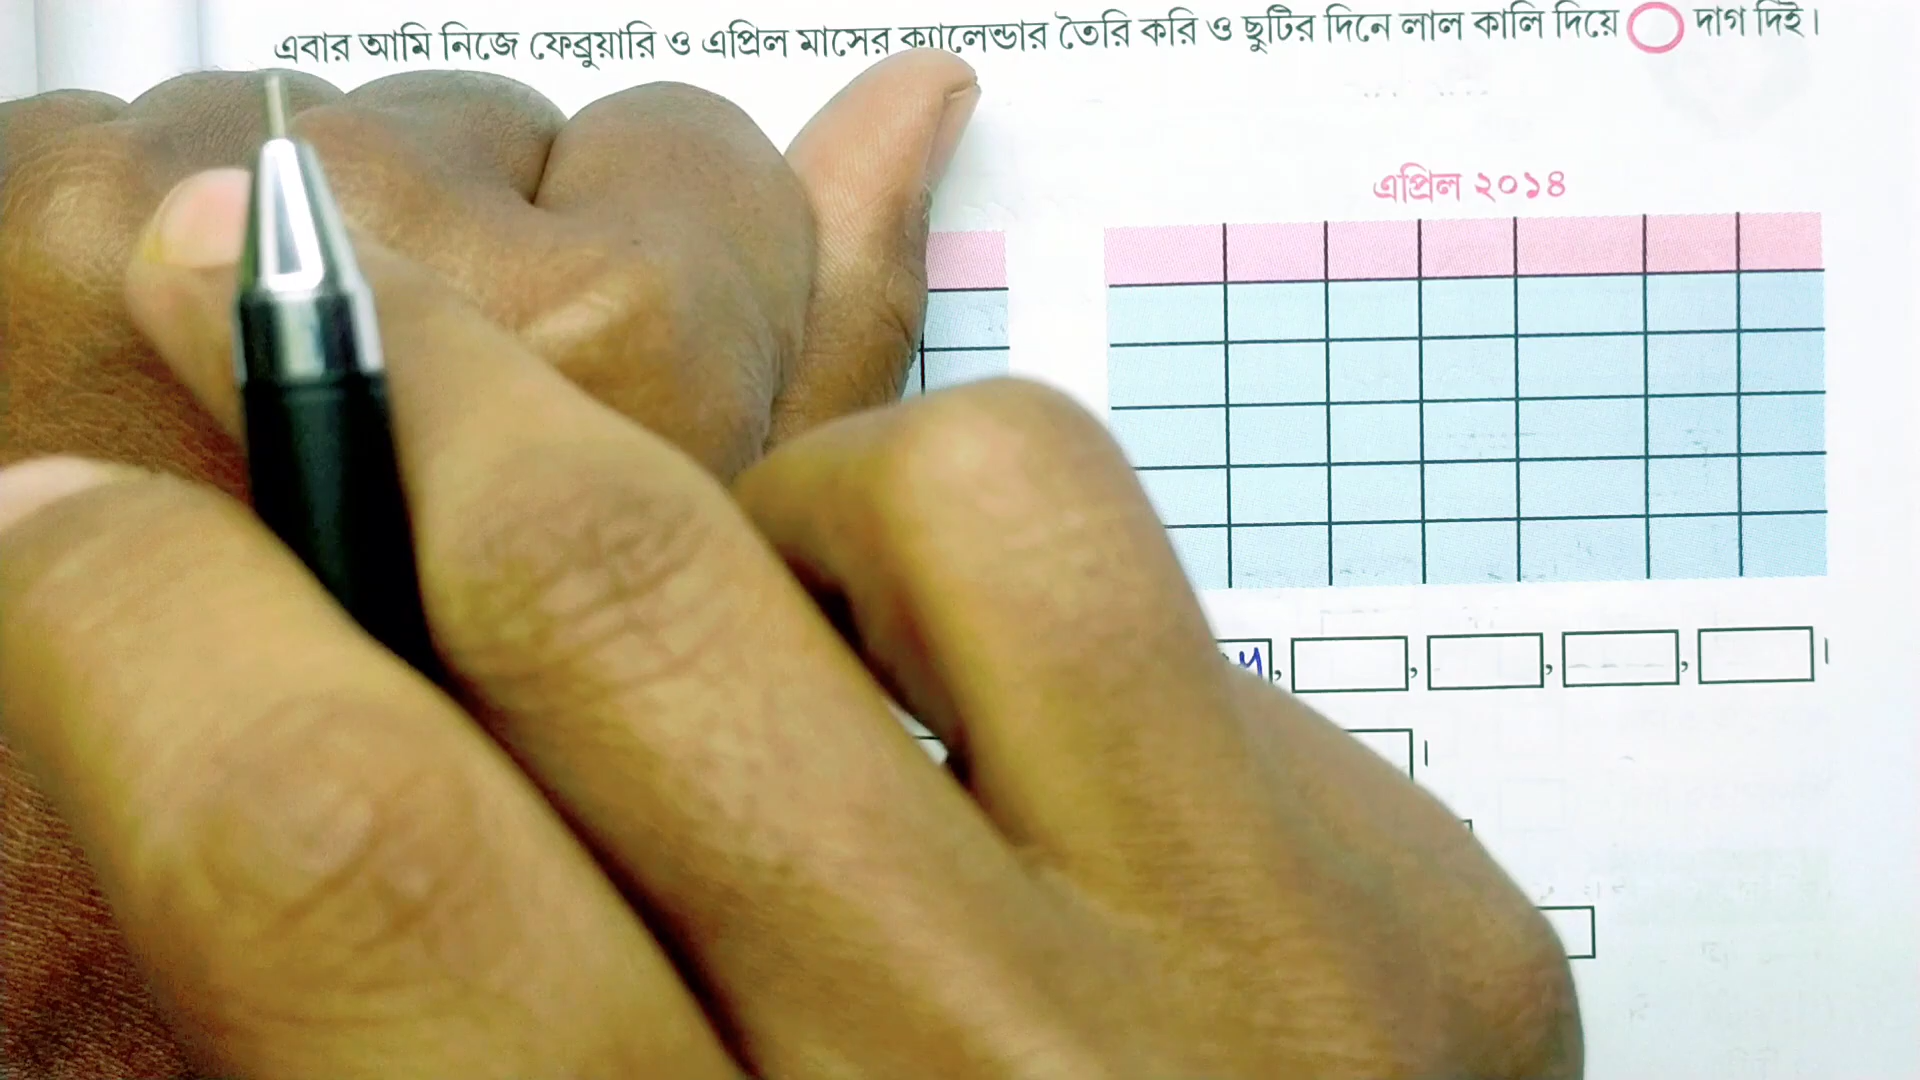 এবার আমি নিজে ফেব্রুয়ারি ও এপ্রিল মাসের ক্যালেন্ডার তৈরি করি ও ছুটির দিনে লাল কালি দিয়ে ○ দাগ দিই।
এপ্রিল ২০১৪
, , , , ।
।